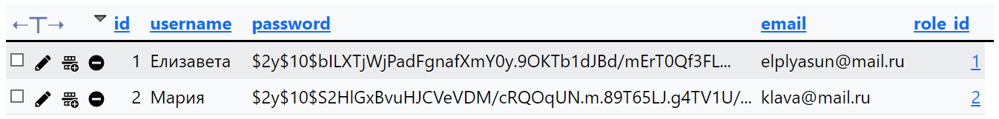 id username password email role_id
1 Елизавета $2y$10$bILXTjWjPadFgnafXmY0y.9OKTb1dJBd/mErT0Qf3FL... elplyasun@mail.ru 1
2 Мария $2y$10$S2HlGxBvuHJCVeVDM/cRQOqUN.m.89T65LJ.g4TV1U/... klava@mail.ru 2